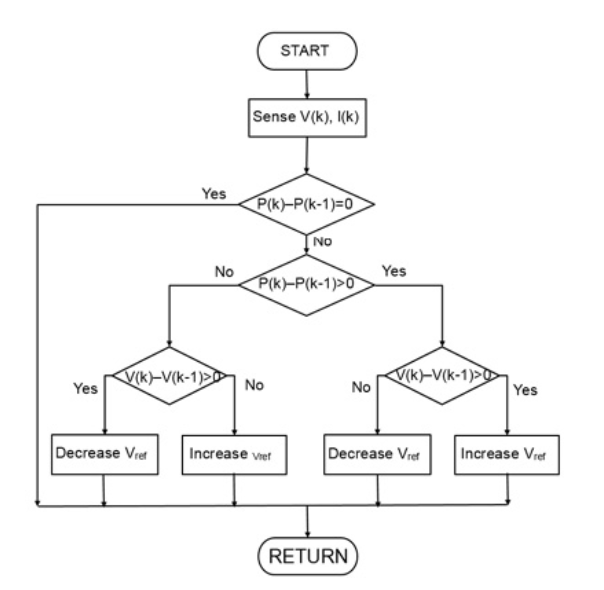 START
Sense V(k), I(k)
Yes
P(k)–P(k-1)=0
No
No
P(k)–P(k-1)>0
Yes
Yes
V(k)–V(k-1)>0
No
No
V(k)–V(k-1)>0
Yes
Decrease Vref
Increase Vref
Decrease Vref
Increase Vref
RETURN